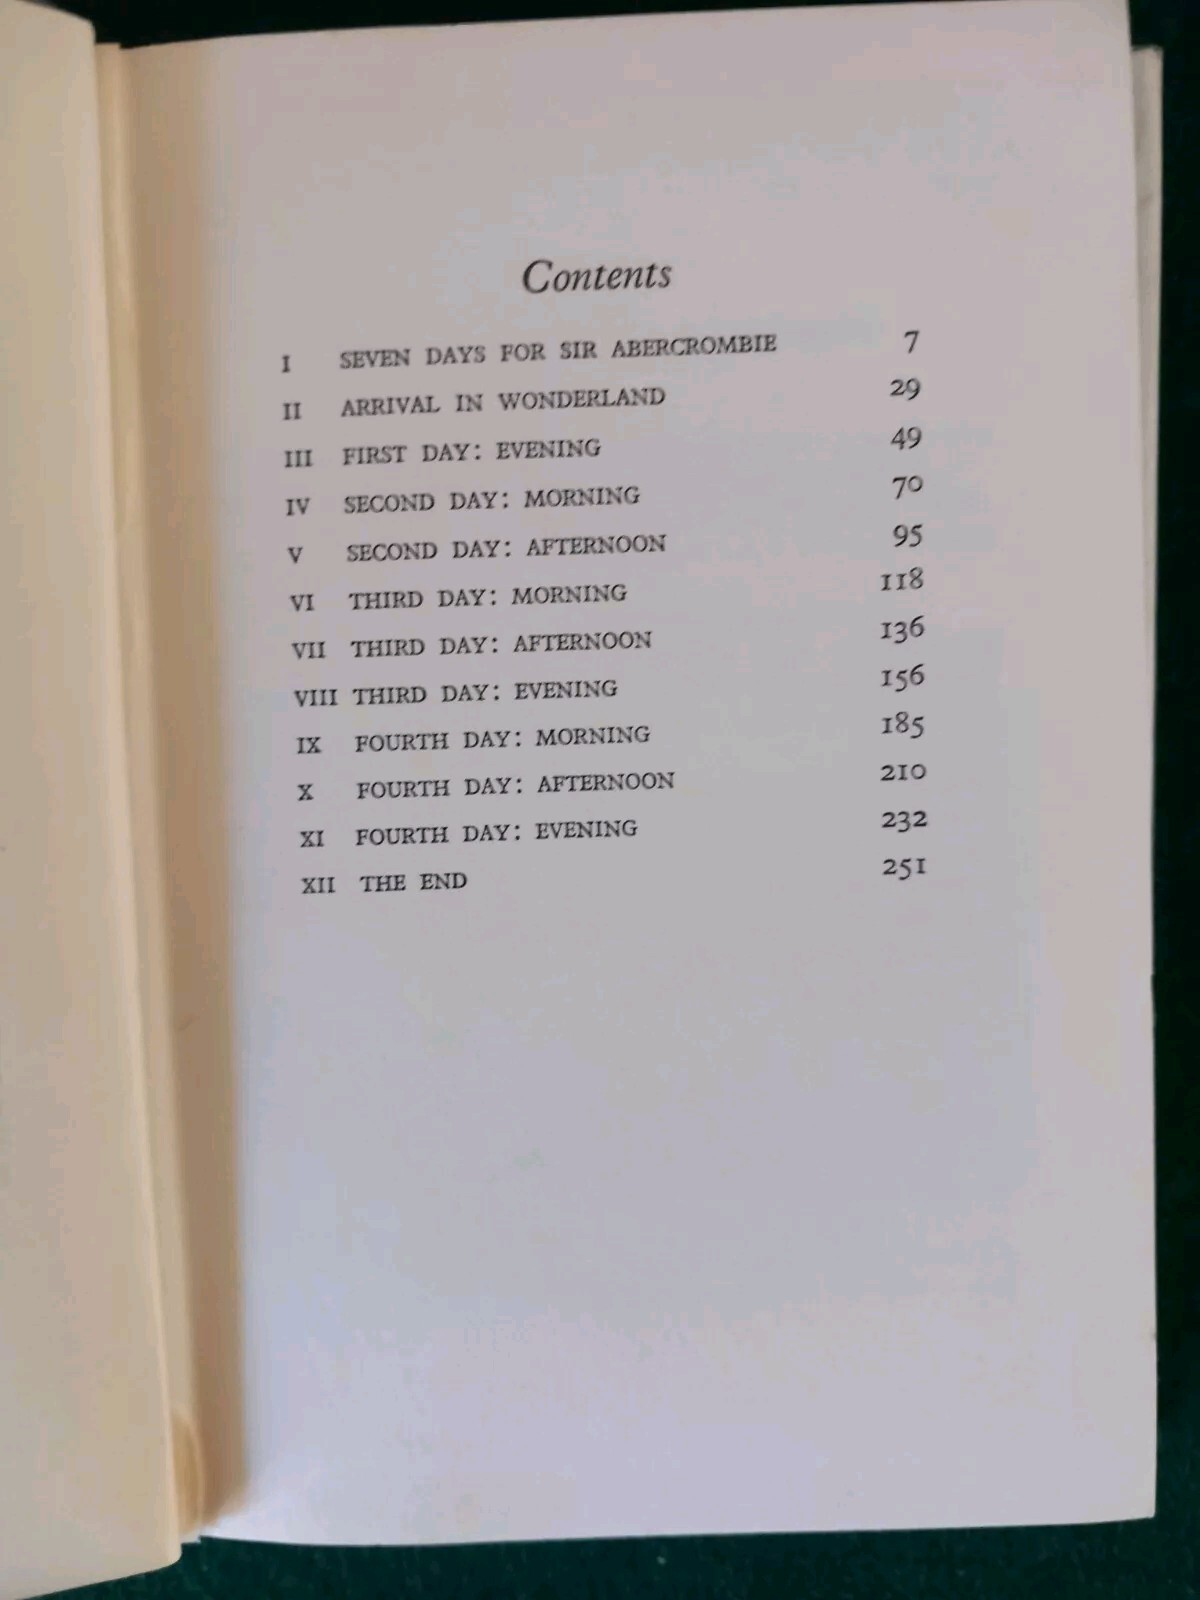 Contents
I SEVEN DAYS FOR SIR ABERCROMBIE 7
II ARRIVAL IN WONDERLAND 29
III FIRST DAY: EVENING 49
IV SECOND DAY: MORNING 70
V SECOND DAY: AFTERNOON 95
VI THIRD DAY: MORNING 118
VII THIRD DAY: AFTERNOON 136
VIII THIRD DAY: EVENING 156
IX FOURTH DAY: MORNING 185
X FOURTH DAY: AFTERNOON 210
XI FOURTH DAY: EVENING 232
XII THE END 251